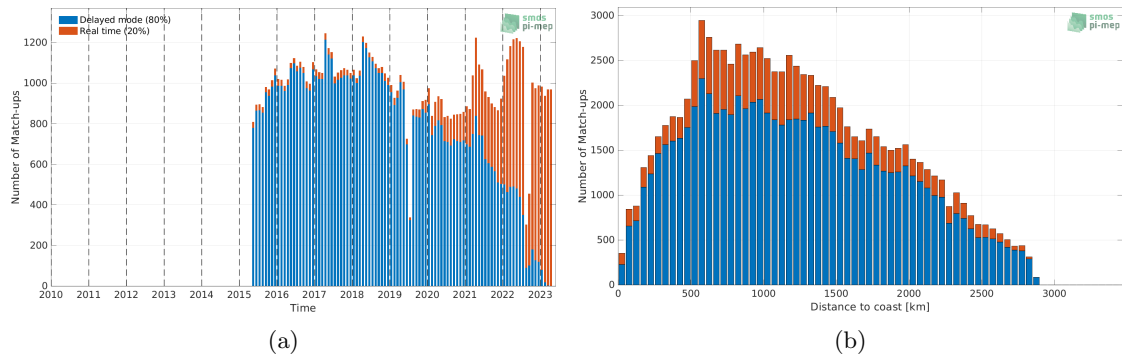 Delayed mode (80%)
Real time (20%)
smos
pi-mep
Number of Match-ups
1200
1000
800
600
400
200
0
2010 2011 2012 2013 2014 2015 2016 2017 2018 2019 2020 2021 2022 2023
Time
(a)
smos
pi-mep
Number of Match-ups
3000
2500
2000
1500
1000
500
0
0 500 1000 1500 2000 2500 3000
Distance to coast [km]
(b)